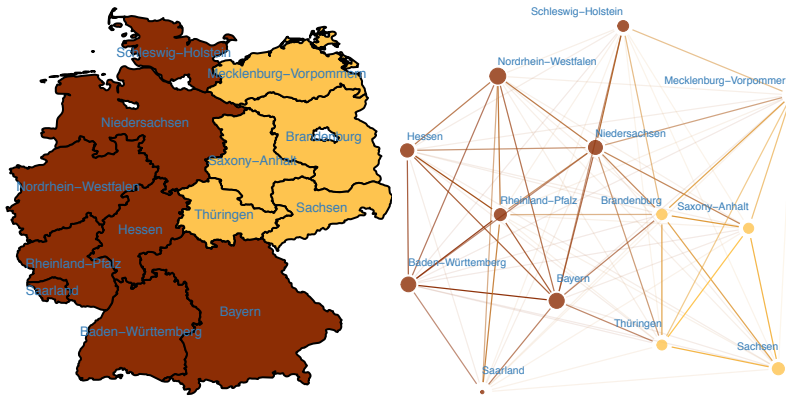 Schleswig−Holstein
Mecklenburg−Vorpommern
Niedersachsen
Brandenburg
Saxony−Anhalt
Nordrhein−Westfalen
Sachsen
Thüringen
Hessen
Rheinland−Pfalz
Saarland
Bayern
Baden−Württemberg
Schleswig−Holstein
Nordrhein−Westfalen
Mecklenburg−Vorpommer
Hessen
Niedersachsen
Rheinland−Pfalz
Brandenburg
Saxony−Anhalt
Baden−Württemberg
Bayern
Thüringen
Sachsen
Saarland